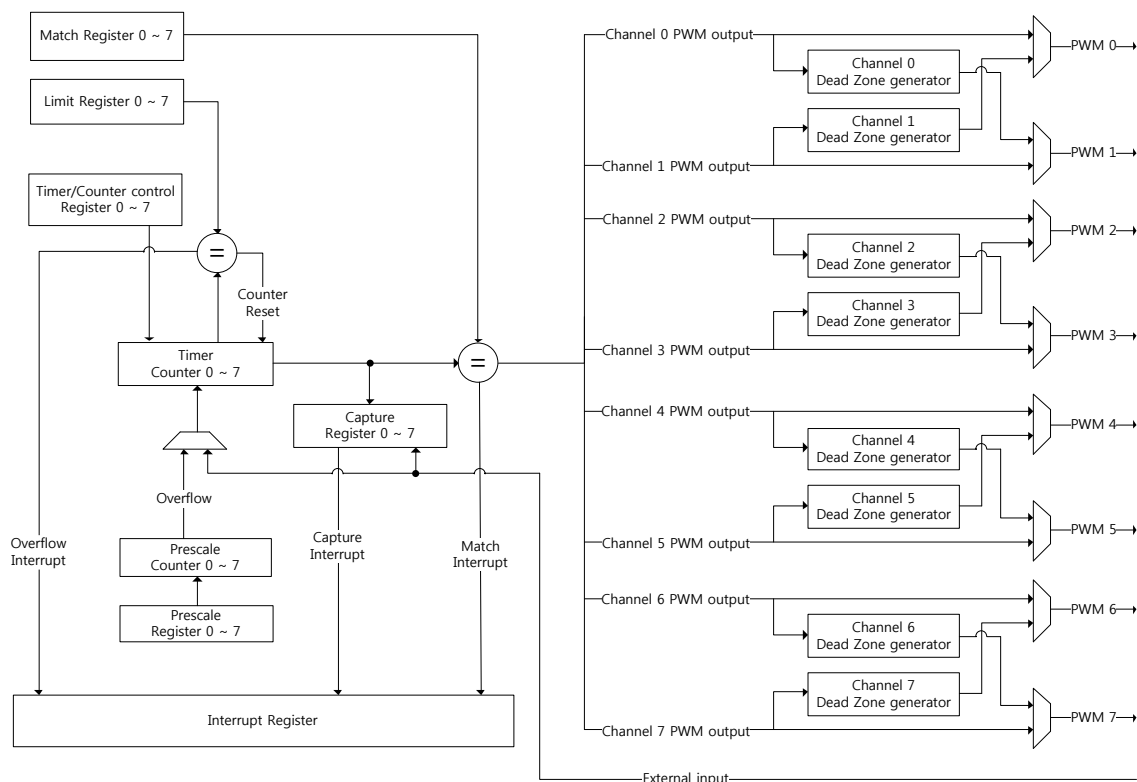 Match Register 0 ~ 7
Limit Register 0 ~ 7
Timer/Counter control
Register 0 ~ 7
=
Counter
Reset
Timer
Counter 0 ~ 7
=
Capture
Register 0 ~ 7
Overflow
Prescale
Counter 0 ~ 7
Prescale
Register 0 ~ 7
Overflow
Interrupt
Capture
Interrupt
Match
Interrupt
Interrupt Register
Channel 0 PWM output
Channel 0
Dead Zone generator
PWM 0
Channel 1
Dead Zone generator
Channel 1 PWM output
PWM 1
Channel 2 PWM output
Channel 2
Dead Zone generator
PWM 2
Channel 3
Dead Zone generator
Channel 3 PWM output
PWM 3
Channel 4 PWM output
Channel 4
Dead Zone generator
PWM 4
Channel 5
Dead Zone generator
Channel 5 PWM output
PWM 5
Channel 6 PWM output
Channel 6
Dead Zone generator
PWM 6
Channel 7
Dead Zone generator
Channel 7 PWM output
PWM 7
External input